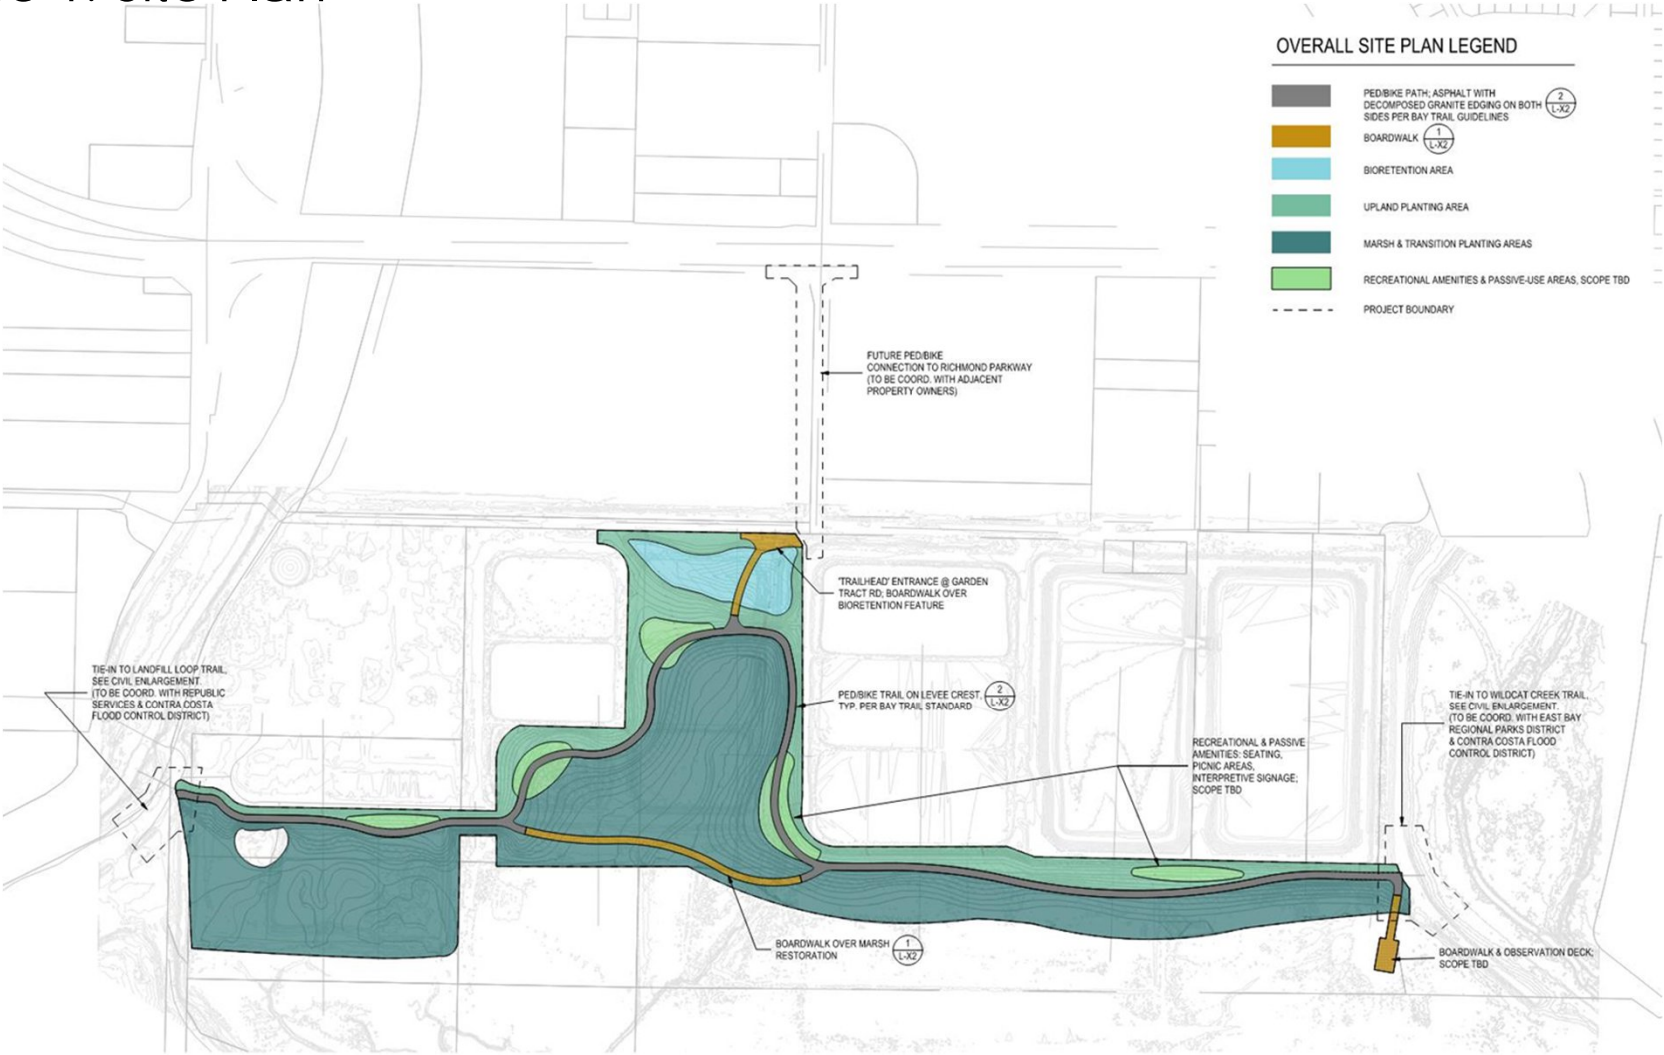 Site Plan
OVERALL SITE PLAN LEGEND
PED/BIKE PATH; ASPHALT WITH
DECOMPOSED GRANITE EDGING ON BOTH
SIDES PER BAY TRAIL GUIDELINES
2
L-X2
BOARDWALK
1
L-X2
BIORETENTION AREA
UPLAND PLANTING AREA
MARSH & TRANSITION PLANTING AREAS
RECREATIONAL AMENITIES & PASSIVE-USE AREAS, SCOPE TBD
PROJECT BOUNDARY
FUTURE PED/BIKE
CONNECTION TO RICHMOND PARKWAY
(TO BE COORD. WITH ADJACENT
PROPERTY OWNERS)
'TRAILHEAD' ENTRANCE @ GARDEN
TRACT RD; BOARDWALK OVER
BIORETENTION FEATURE
TIE-IN TO LANDFILL LOOP TRAIL,
SEE CIVIL ENLARGEMENT.
(TO BE COORD. WITH REPUBLIC
SERVICES & CONTRA COSTA
FLOOD CONTROL DISTRICT)
PED/BIKE TRAIL ON LEVEE CREST,
TYP. PER BAY TRAIL STANDARD
2
L-X2
TIE-IN TO WILDCAT CREEK TRAIL,
SEE CIVIL ENLARGEMENT.
(TO BE COORD. WITH EAST BAY
REGIONAL PARKS DISTRICT
& CONTRA COSTA FLOOD
CONTROL DISTRICT)
RECREATIONAL & PASSIVE
AMENITIES: SEATING,
PICNIC AREAS,
INTERPRETIVE SIGNAGE;
SCOPE TBD
BOARDWALK OVER MARSH
RESTORATION
1
L-X2
BOARDWALK & OBSERVATION DECK;
SCOPE TBD